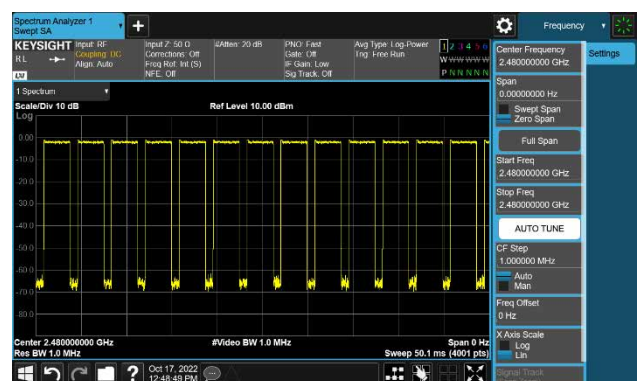 Spectrum Analyzer 1
Swept SA
+
Frequency
KEYSIGHT
R L
Input: RF
Coupling: DC
Align: Auto
Input Z: 50 Ω
Corrections: Off
Freq Ref: Int (S)
NFE: Off
#Atten: 20 dB
PNO: Fast
Gate: Off
IF Gain: Low
Sig Track: Off
Avg Type: Log-Power
Trig: Free Run
1 2 3 4 5 6
W W W W W W
P N N N N N
1 Spectrum
Scale/Div 10 dB
Ref Level 10.00 dBm
Log
0.00
-10.0
-20.0
-30.0
-40.0
-50.0
-60.0
-70.0
-80.0
Center 2.480000000 GHz
#Video BW 1.0 MHz
Span 0 Hz
Res BW 1.0 MHz
Sweep 50.1 ms (4001 pts)
?
Oct 17, 2022
12:48:49 PM
Center Frequency
2.480000000 GHz
Settings
Span
0.00000000 Hz
Swept Span
Zero Span
Full Span
Start Freq
2.480000000 GHz
Stop Freq
2.480000000 GHz
AUTO TUNE
CF Step
1.000000 MHz
Auto
Man
Freq Offset
0 Hz
X Axis Scale
Log
Lin
Signal Track